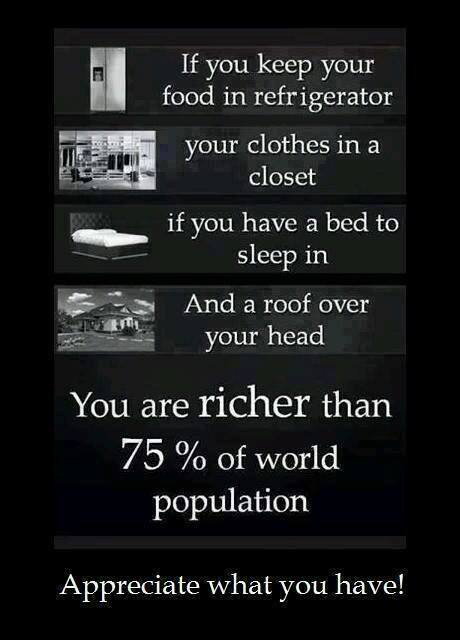 If you keep your
food in refrigerator
your clothes in a
closet
if you have a bed to
sleep in
And a roof over
your head
You are richer than
75 % of world
population
Appreciate what you have!